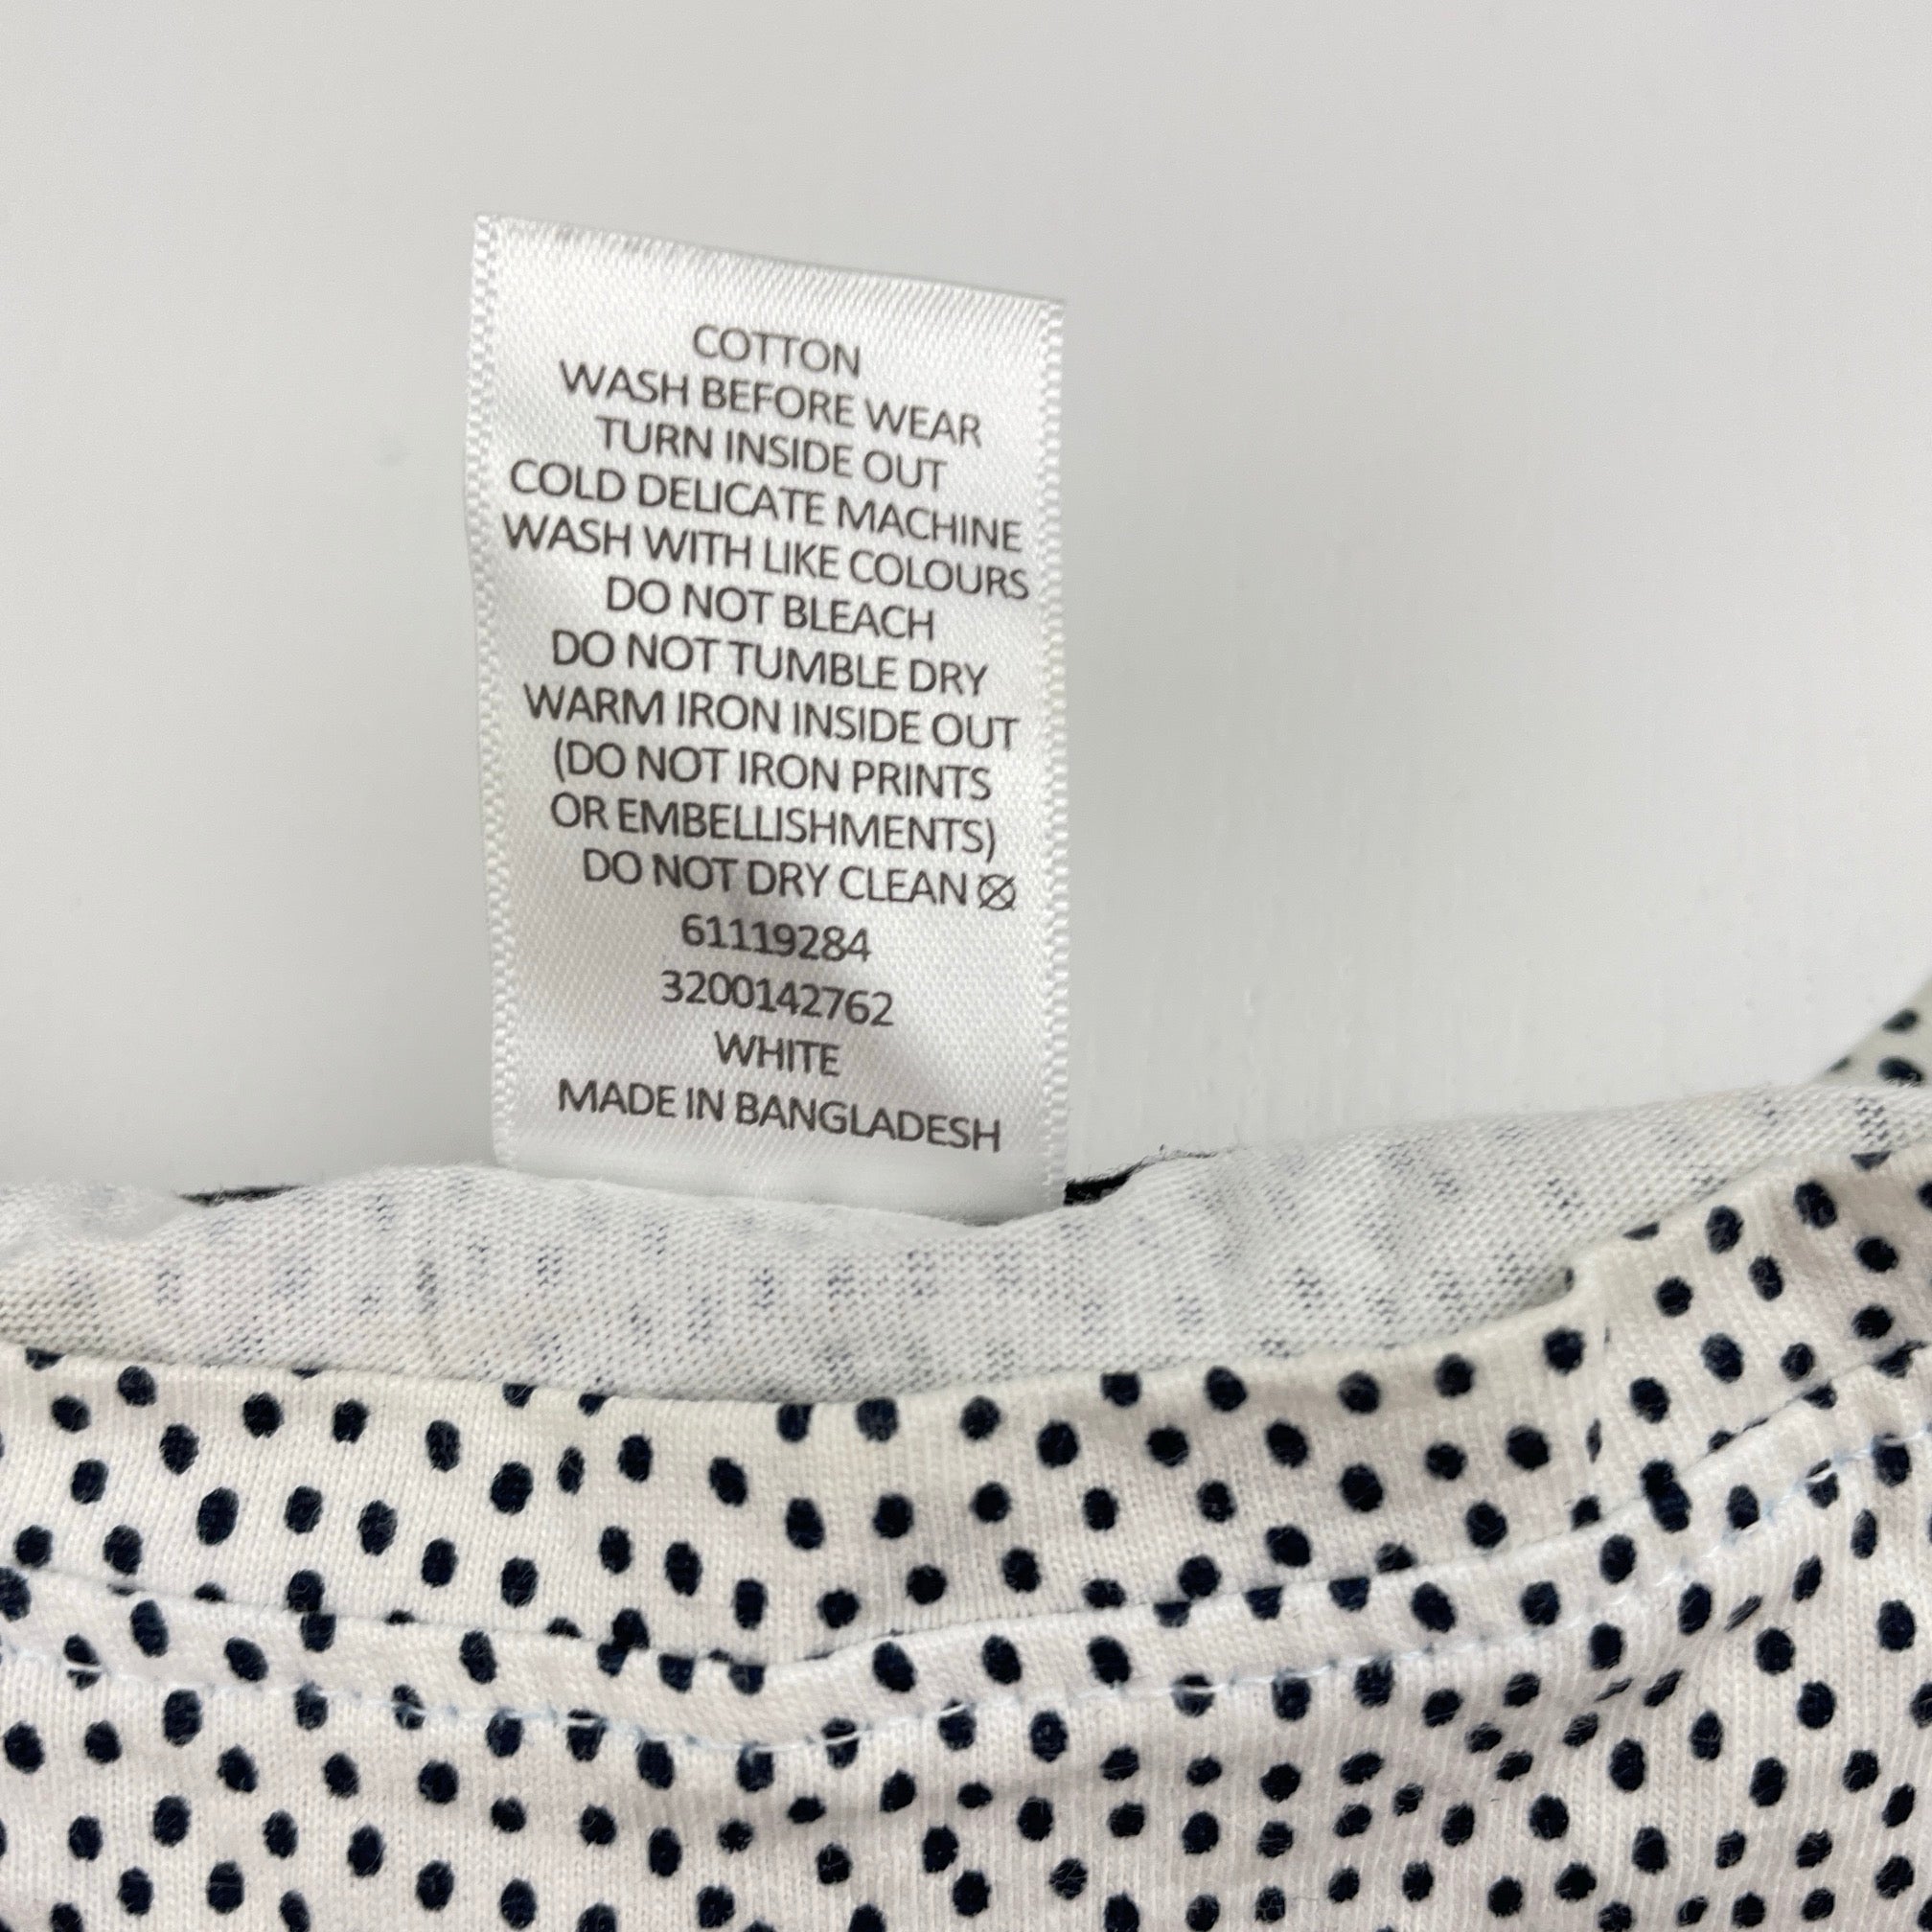 COTTON
WASH BEFORE WEAR
TURN INSIDE OUT
COLD DELICATE MACHINE
WASH WITH LIKE COLOURS
DO NOT BLEACH
DO NOT TUMBLE DRY
WARM IRON INSIDE OUT
(DO NOT IRON PRINTS
OR EMBELLISHMENTS)
DO NOT DRY CLEAN
61119284
3200142762
WHITE
MADE IN BANGLADESH